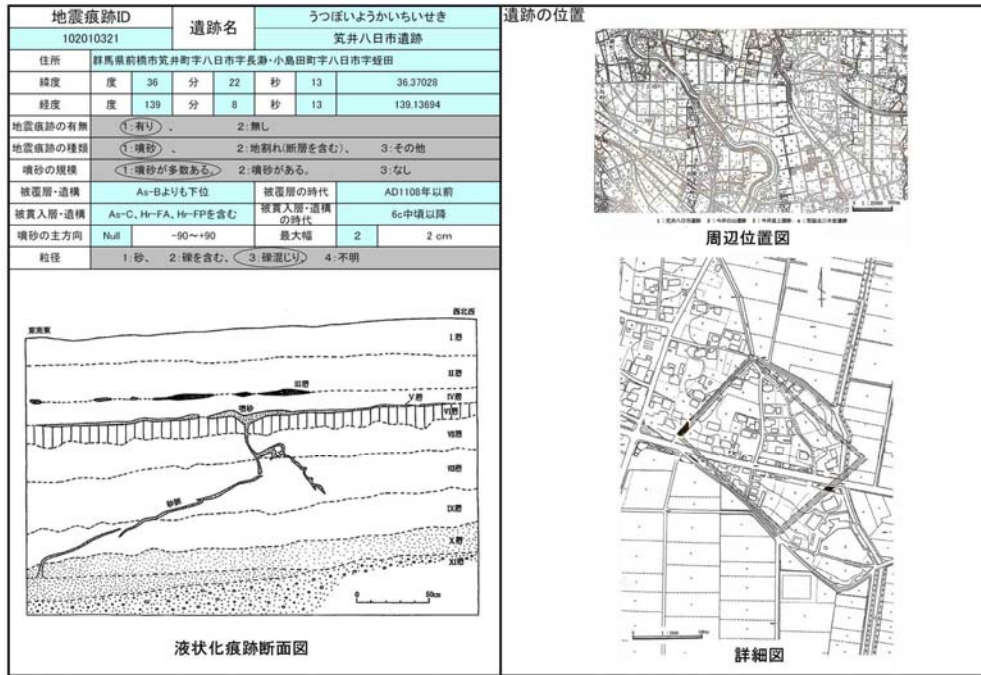 地震痕跡ID 遺跡名 うつぼいようかいちいせき
102010321 笂井八日市遺跡
住所 群馬県前橋市笂井町字八日市字長瀞・小島田町字八日市字蛭田
緯度 度 36 分 22 秒 13 36.37028
経度 度 139 分 8 秒 13 139.13694
地震痕跡の有無 1:有り 、 2:無し
地震痕跡の種類 1:噴砂 、 2:地割れ(断層を含む)、 3:その他
噴砂の規模 1:噴砂が多数ある。 2:噴砂がある。 3:なし
被覆層・遺構 As-Bよりも下位 被覆層の時代 AD1108年以前
被貫入層・遺構 As-C、Hr-FA、Hr-FPを含む 被貫入層・遺構の時代 6c中頃以降
噴砂の主方向 Null -90~+90 最大幅 2 2 cm
粒径 1:砂、 2:礫を含む、 3:礫混じり、 4:不明
東南東
西北西
I層
II層
III層
IV層
V層
VI層
噴砂
VII層
VIII層
砂脈
IX層
X層
XI層
0 50cm
液状化痕跡断面図
遺跡の位置
周辺位置図
詳細図